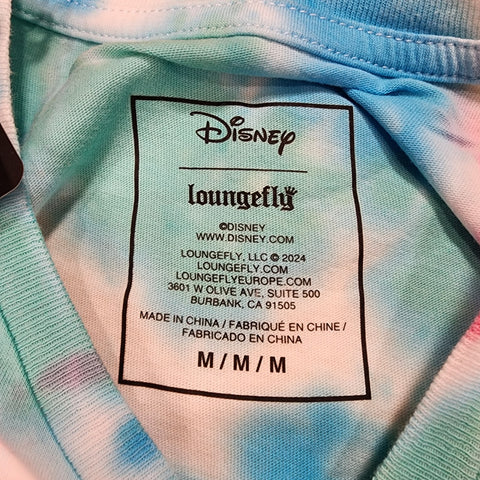 Disney
loungefly
©DISNEY
WWW.DISNEY.COM
LOUNGEFLY, LLC © 2024
LOUNGEFLY.COM
LOUNGEFLYEUROPE.COM
3601 W OLIVE AVE, SUITE 500
BURBANK, CA 91505
MADE IN CHINA / FABRIQUÉ EN CHINE /
FABRICADO EN CHINA
M / M / M